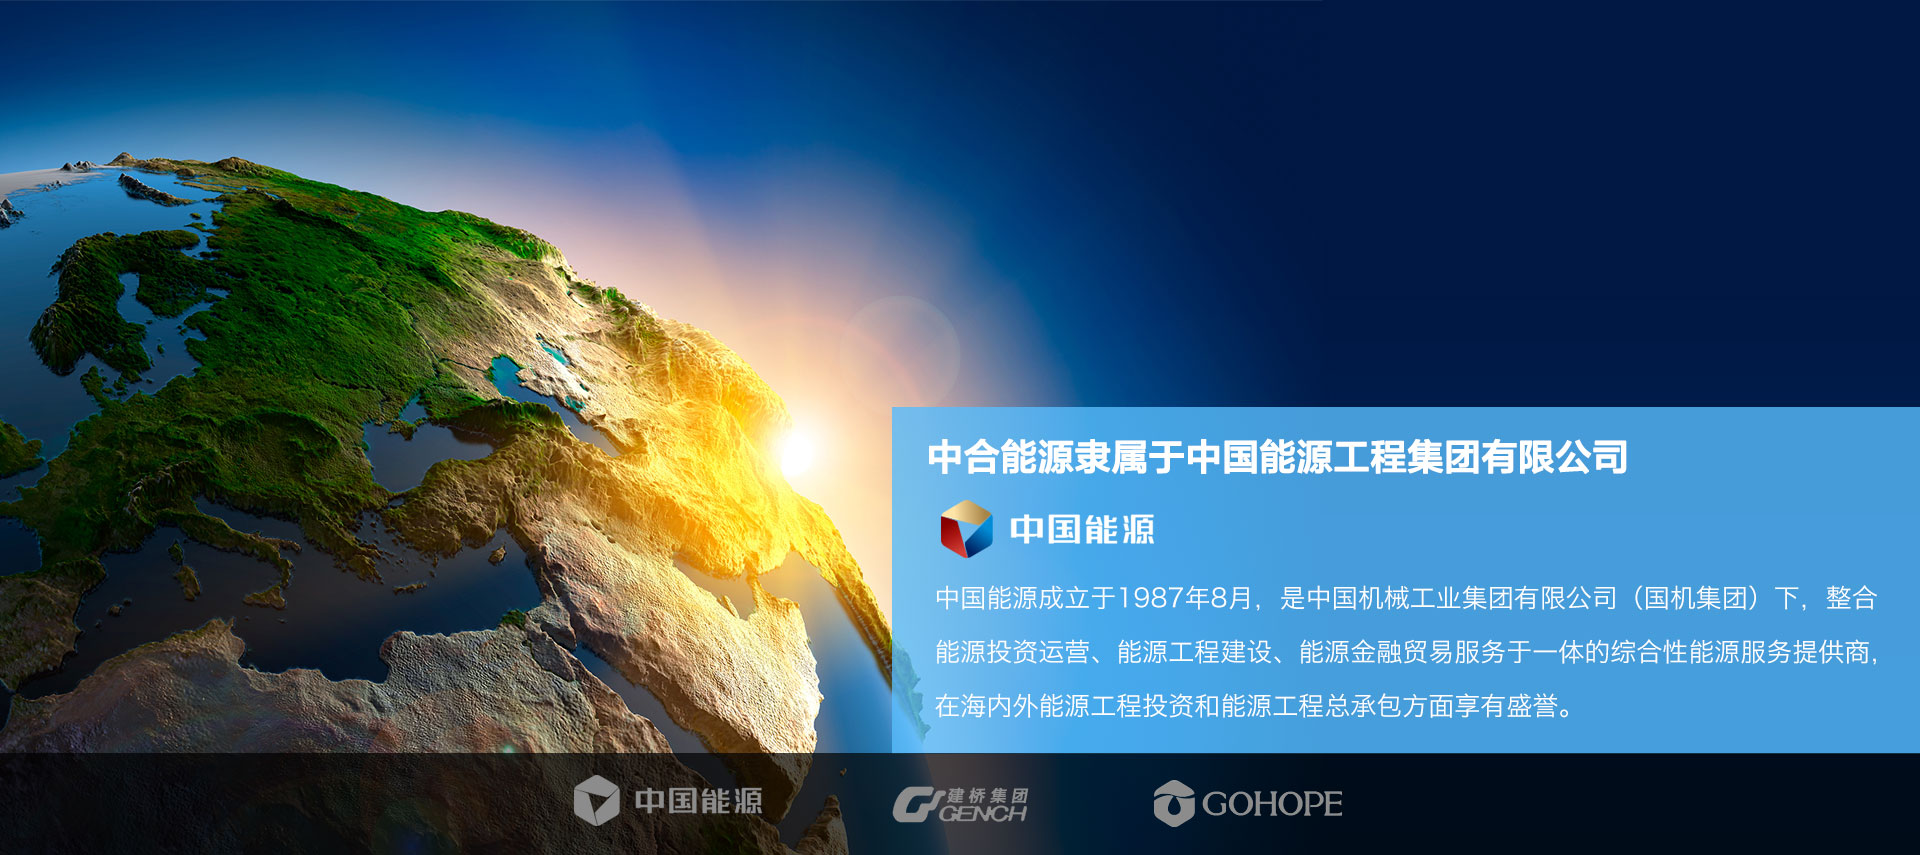 中合能源隶属于中国能源工程集团有限公司
中国能源
中国能源成立于1987年8月，是中国机械工业集团有限公司（国机集团）下，整合
能源投资运营、能源工程建设、能源金融贸易服务于一体的综合性能源服务提供商，
在海内外能源工程投资和能源工程总承包方面享有盛誉。
中国能源
建桥集团
GENCH
GOHOPE